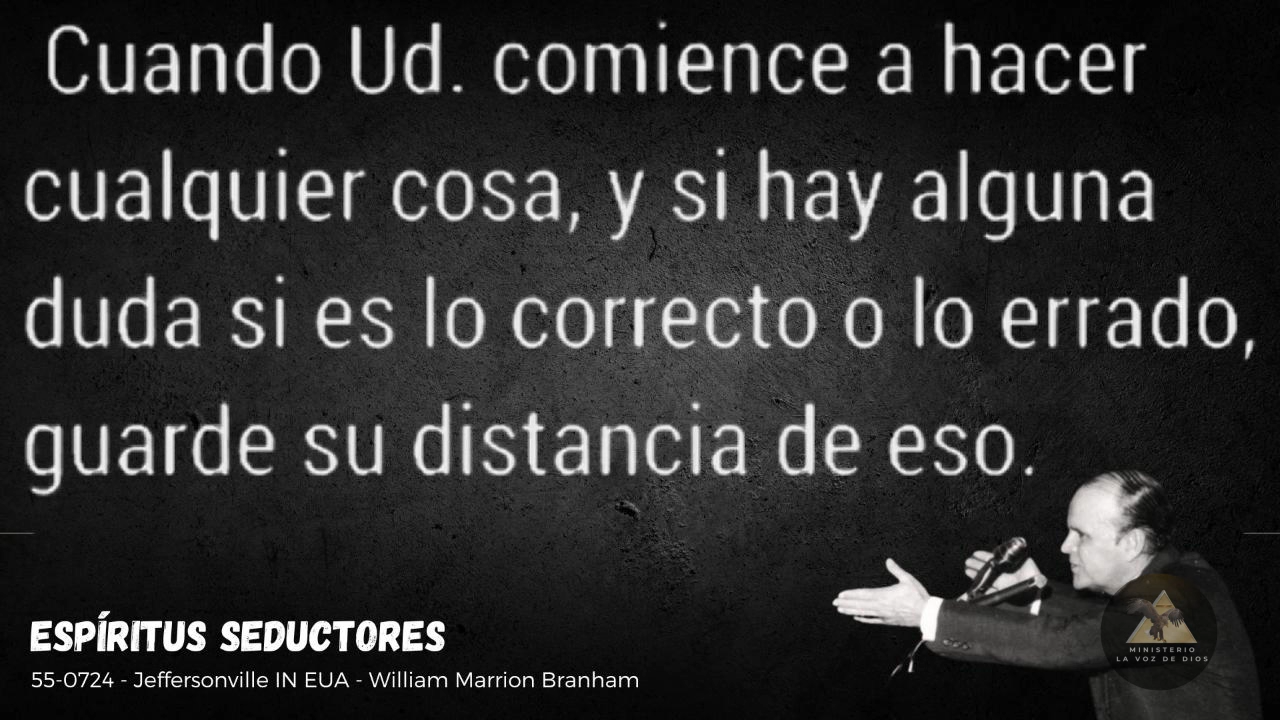 Cuando Ud. comience a hacer
cualquier cosa, y si hay alguna
duda si es lo correcto o lo errado,
guarde su distancia de eso.
ESPÍRITUS SEDUCTORES
55-0724 - Jeffersonville IN EUA - William Marrion Branham
MINISTERIO
LA VOZ DE DIOS